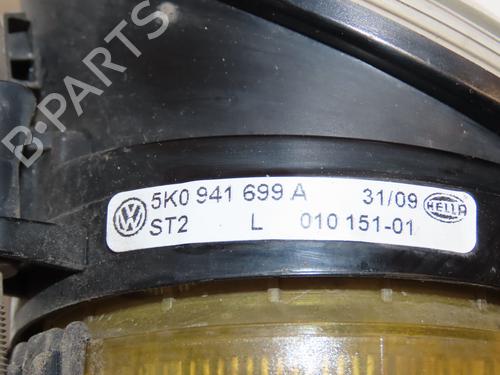 B-PARTS
5K0 941 699 A 31/09 HELLA
ST2 L 010 151-01